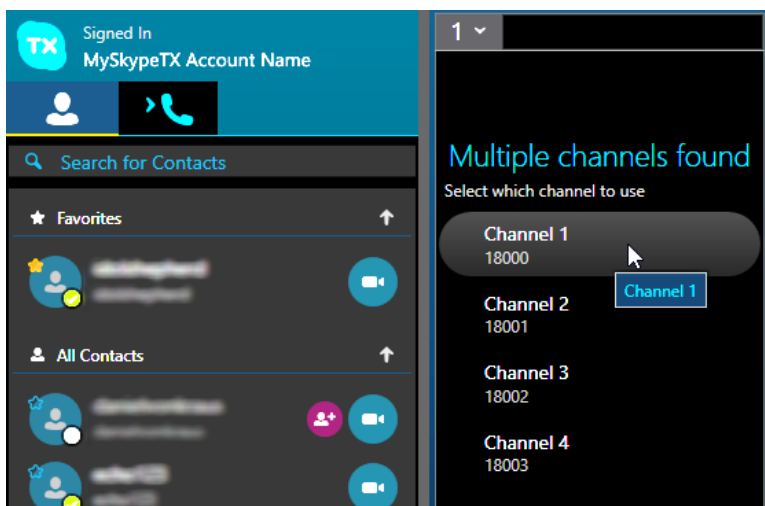 TX
Signed In
MySkypeTX Account Name
Search for Contacts
Favorites
All Contacts
1
Multiple channels found
Select which channel to use
Channel 1
18000
Channel 1
Channel 2
18001
Channel 3
18002
Channel 4
18003